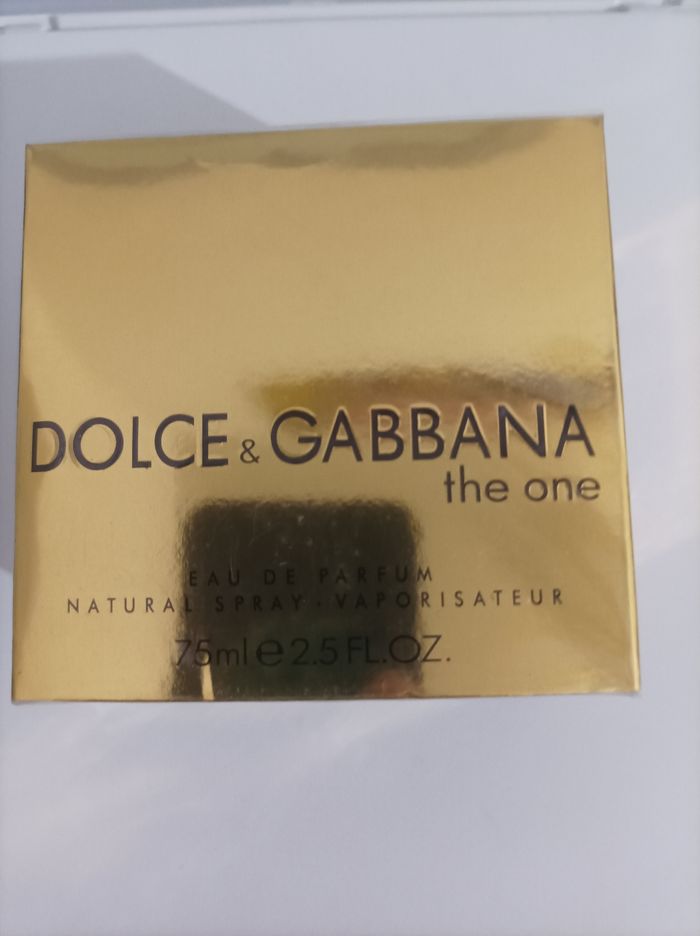 DOLCE & GABBANA
the one
EAU DE PARFUM
NATURAL SPRAY · VAPORISATEUR
75ml e 2.5 FL.OZ.